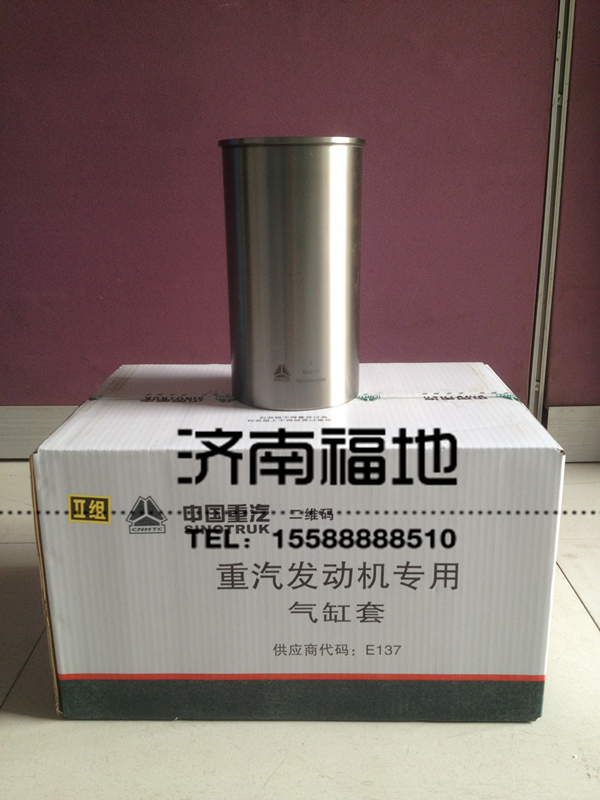 济南福地
II组
CNHTC
中国重汽
SINOTRUK
二维码
TEL：15588888510
重汽发动机专用
气缸套
供应商代码：E137